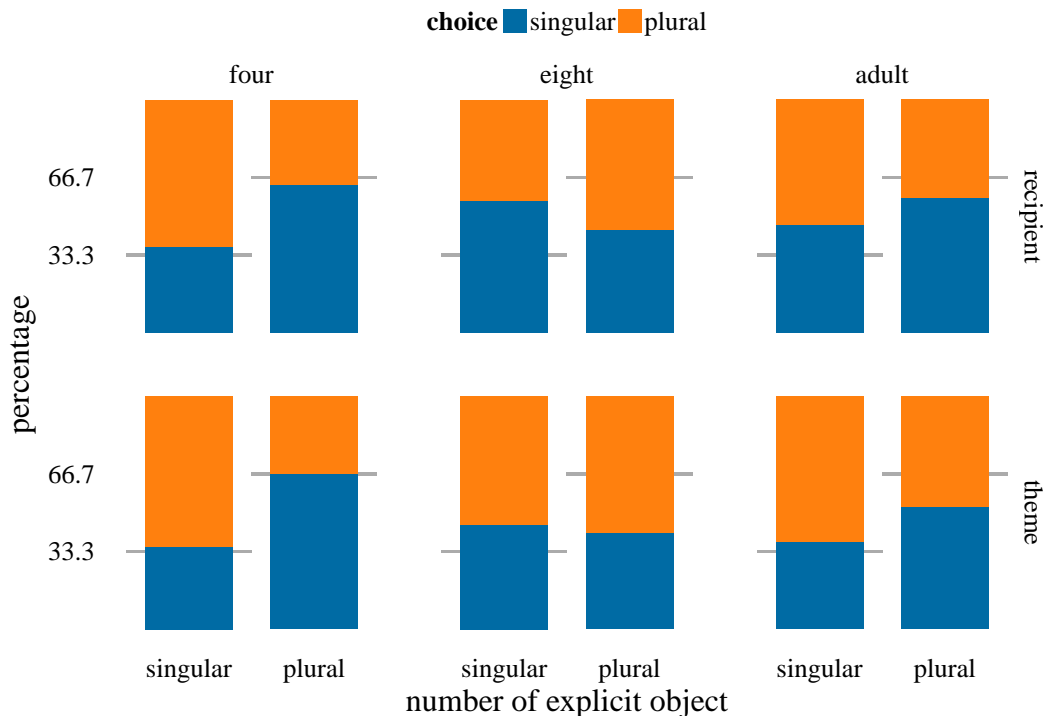 choice singular plural
four eight adult
66.7
33.3
recipient
percentage
66.7
33.3
theme
singular plural singular plural singular plural
number of explicit object